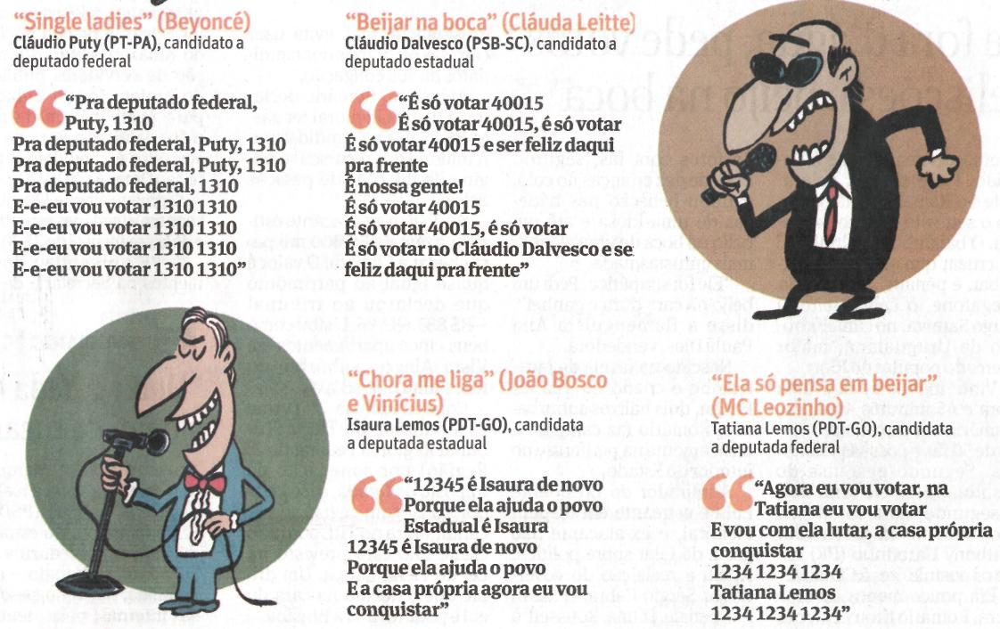 “Single ladies” (Beyoncé)
Cláudio Puty (PT-PA), candidato a
deputado federal
“Pra deputado federal,
Puty, 1310
Pra deputado federal, Puty, 1310
Pra deputado federal, Puty, 1310
Pra deputado federal, 1310
E-e-eu vou votar 1310 1310
E-e-eu vou votar 1310 1310
E-e-eu vou votar 1310 1310
E-e-eu vou votar 1310 1310”
“Beijar na boca” (Cláuda Leitte)
Cláudio Dalvesco (PSB-SC), candidato a
deputado estadual
“É só votar 40015
É só votar 40015, é só votar
É só votar 40015 e ser feliz daqui
pra frente
É nossa gente!
É só votar 40015
É só votar 40015, é só votar
É só votar no Cláudio Dalvesco e ser
feliz daqui pra frente”
“Chora me liga” (João Bosco
e Vinícius)
Isaura Lemos (PDT-GO), candidata
a deputada estadual
“12345 é Isaura de novo
Porque ela ajuda o povo
Estadual é Isaura
12345 é Isaura de novo
Porque ela ajuda o povo
E a casa própria agora eu vou
conquistar”
“Ela só pensa em beijar”
(MC Leozinho)
Tatiana Lemos (PDT-GO), candidata
a deputada federal
“Agora eu vou votar, na
Tatiana eu vou votar
E vou com ela lutar, a casa própria
conquistar
1234 1234 1234
Tatiana Lemos
1234 1234 1234”